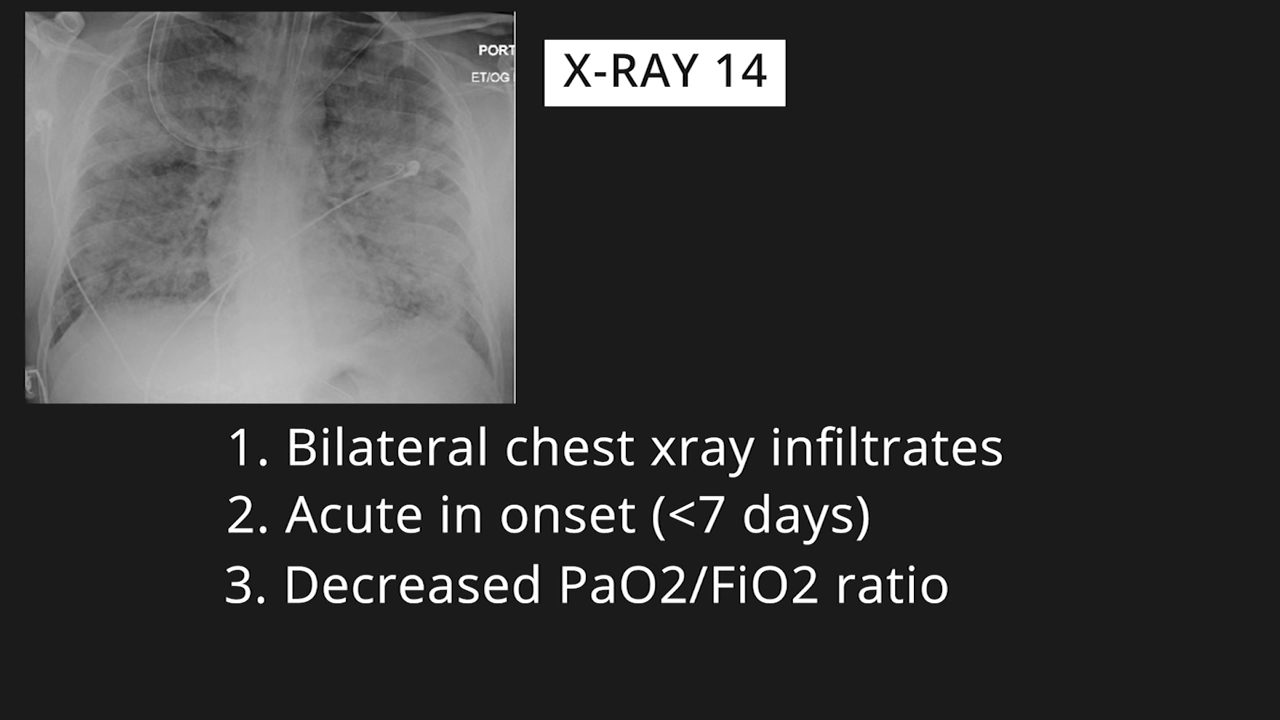 PORT
ET/OG
X-RAY 14
1. Bilateral chest xray infiltrates
2. Acute in onset (<7 days)
3. Decreased PaO2/FiO2 ratio